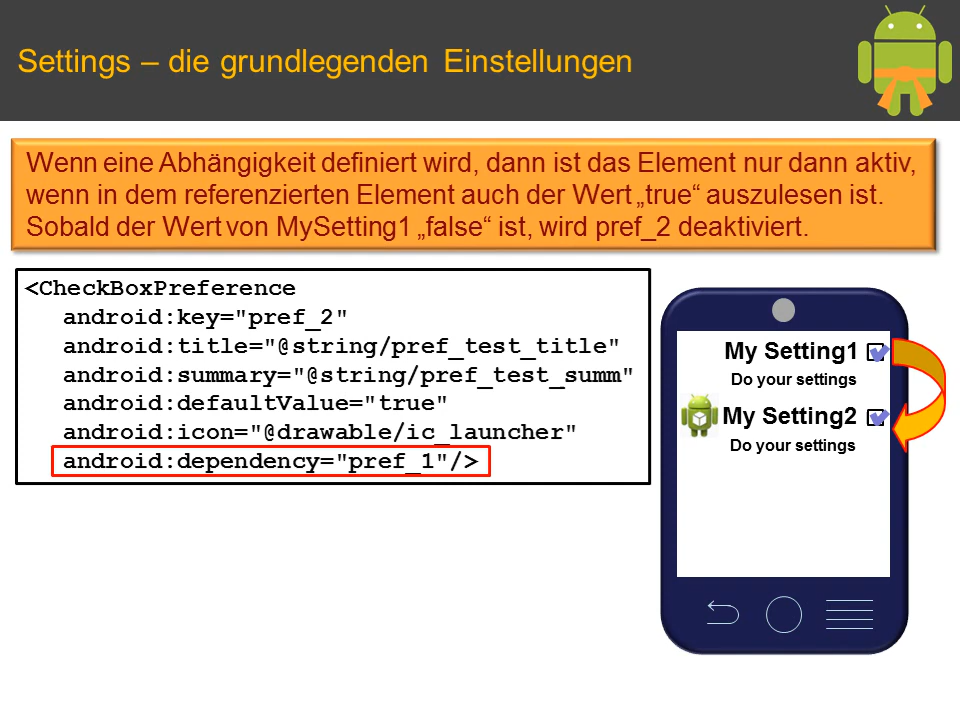 Settings – die grundlegenden Einstellungen
Wenn eine Abhängigkeit definiert wird, dann ist das Element nur dann aktiv,
wenn in dem referenzierten Element auch der Wert „true“ auszulesen ist.
Sobald der Wert von MySetting1 „false“ ist, wird pref_2 deaktiviert.
<CheckBoxPreference
android:key="pref_2"
android:title="@string/pref_test_title"
android:summary="@string/pref_test_summ"
android:defaultValue="true"
android:icon="@drawable/ic_launcher"
android:dependency="pref_1"/>
My Setting1
Do your settings
My Setting2
Do your settings